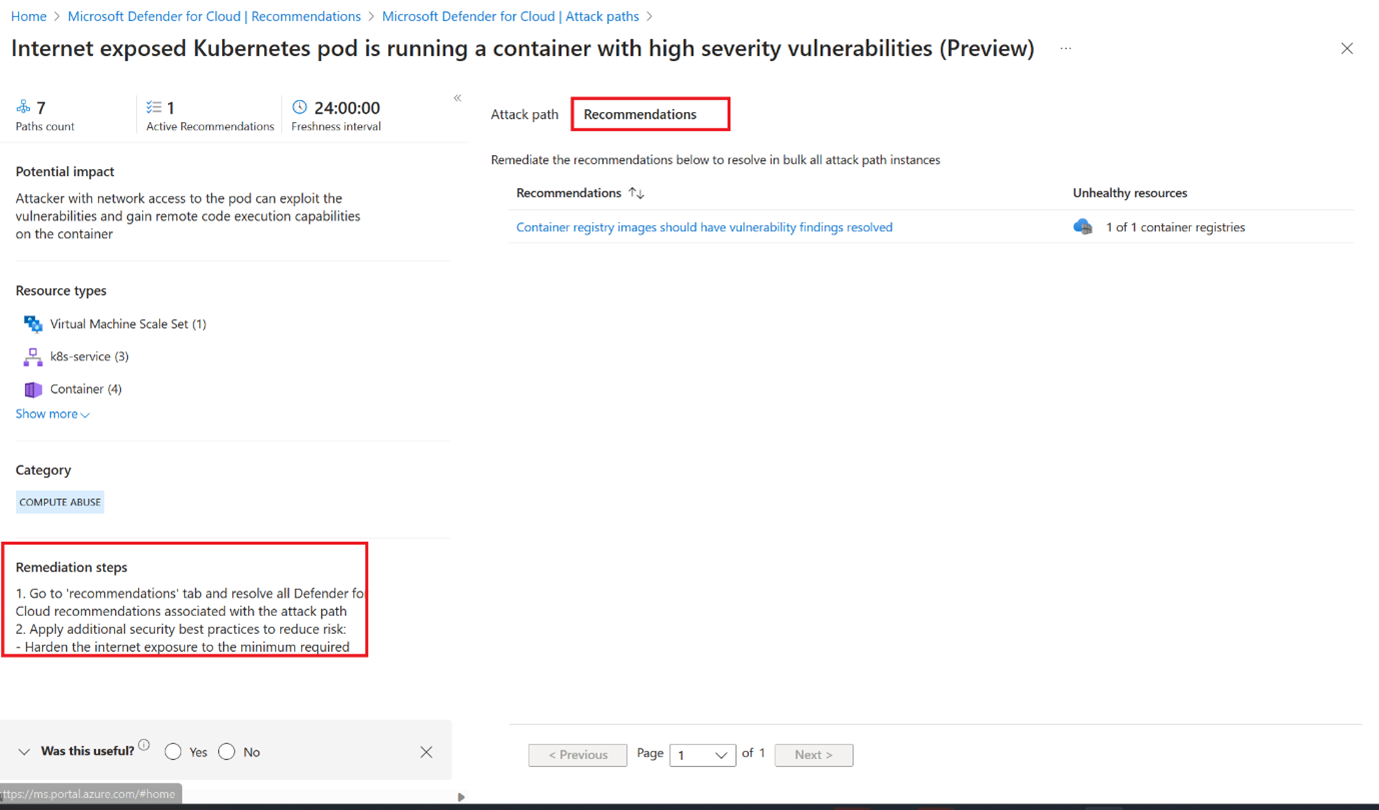 Home > Microsoft Defender for Cloud | Recommendations > Microsoft Defender for Cloud | Attack paths >
Internet exposed Kubernetes pod is running a container with high severity vulnerabilities (Preview) ...
7
Paths count
1
Active Recommendations
24:00:00
Freshness interval
Potential impact
Attacker with network access to the pod can exploit the
vulnerabilities and gain remote code execution capabilities
on the container
Resource types
Virtual Machine Scale Set (1)
k8s-service (3)
Container (4)
Show more
Category
COMPUTE ABUSE
Remediation steps
1. Go to 'recommendations' tab and resolve all Defender fo
Cloud recommendations associated with the attack path
2. Apply additional security best practices to reduce risk:
- Harden the internet exposure to the minimum required
Was this useful? Yes No
ttps://ms.portal.azure.com/#home
Attack path Recommendations
Remediate the recommendations below to resolve in bulk all attack path instances
Recommendations Unhealthy resources
Container registry images should have vulnerability findings resolved 1 of 1 container registries
< Previous Page 1 of 1 Next >